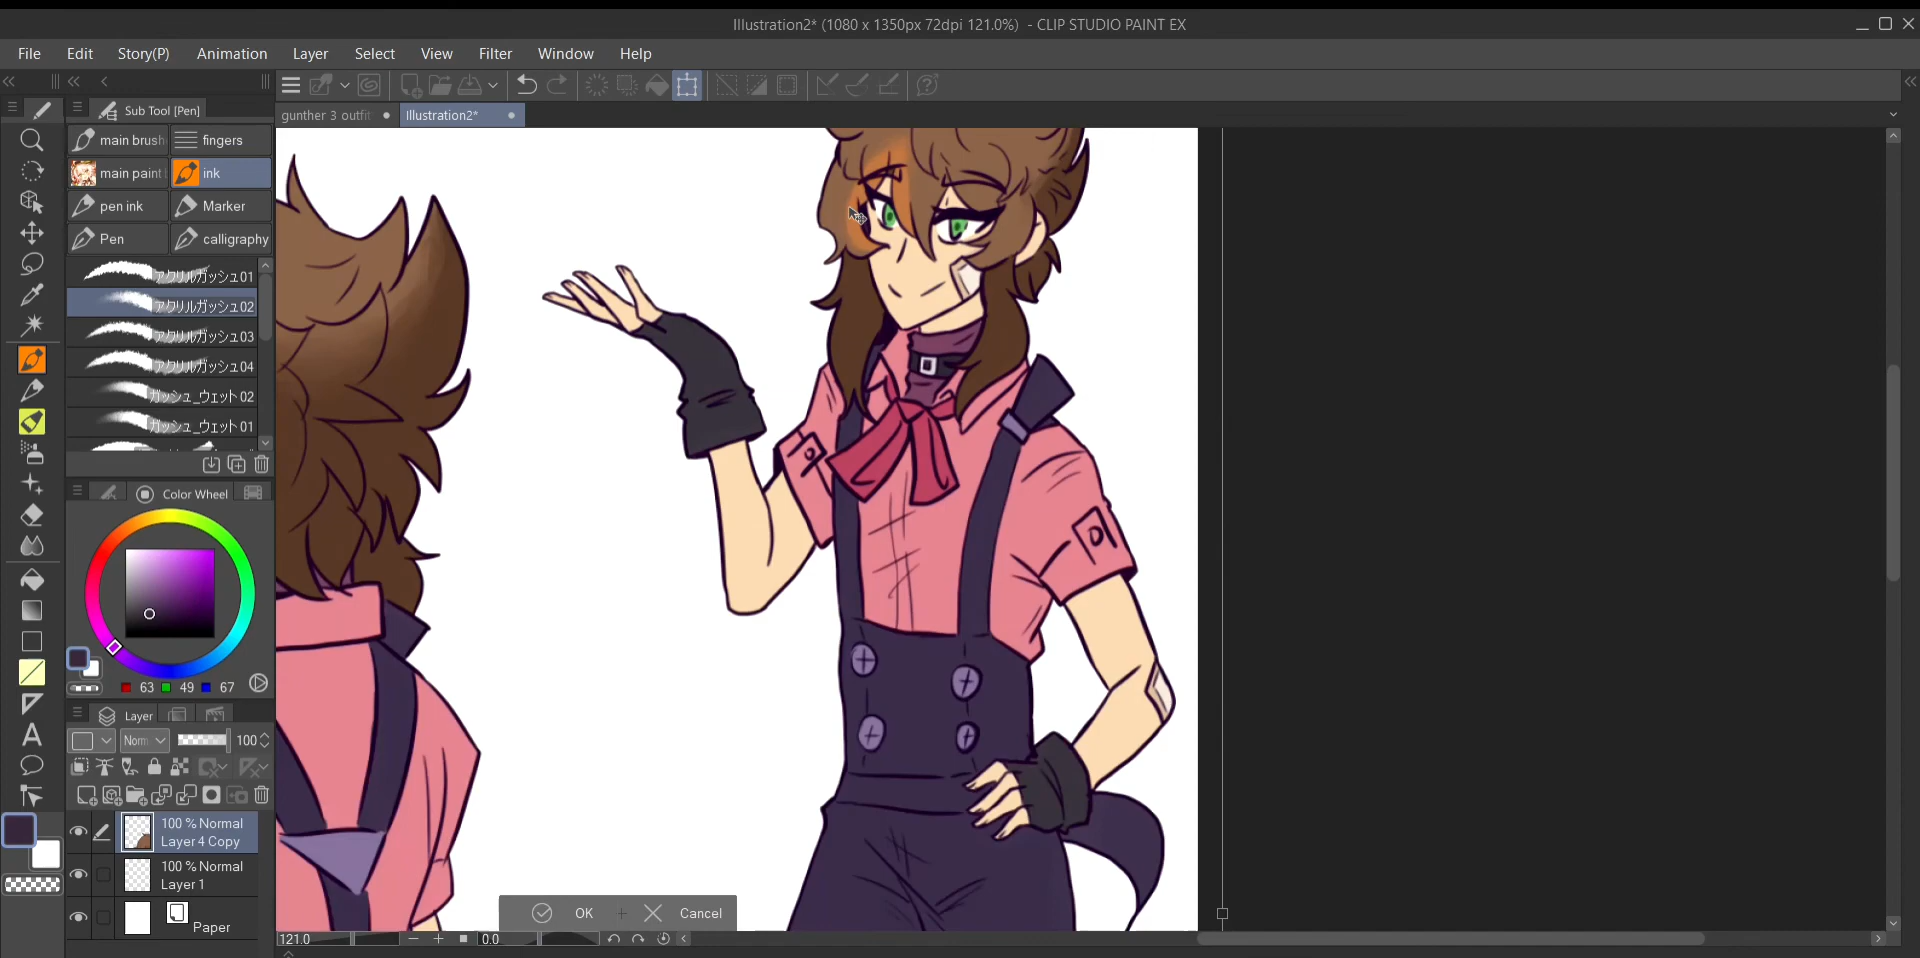 Illustration2* (1080 x 1350px 72dpi 121.0%) - CLIP STUDIO PAINT EX
File Edit Story(P) Animation Layer Select View Filter Window Help
Sub Tool [Pen]
gunther 3 outfit Illustration2*
main brush fingers
main paint ink
pen ink Marker
Pen calligraphy
アクリルガッシュ01
アクリルガッシュ02
アクリルガッシュ03
アクリルガッシュ04
ガッシュ_ウェット 02
ガッシュ_ウェット 01
Color Wheel
63 49 67
Layer
Norm 100
100 % Normal
Layer 4 Copy
100 % Normal
Layer 1
Paper
OK Cancel
121.0 0.0